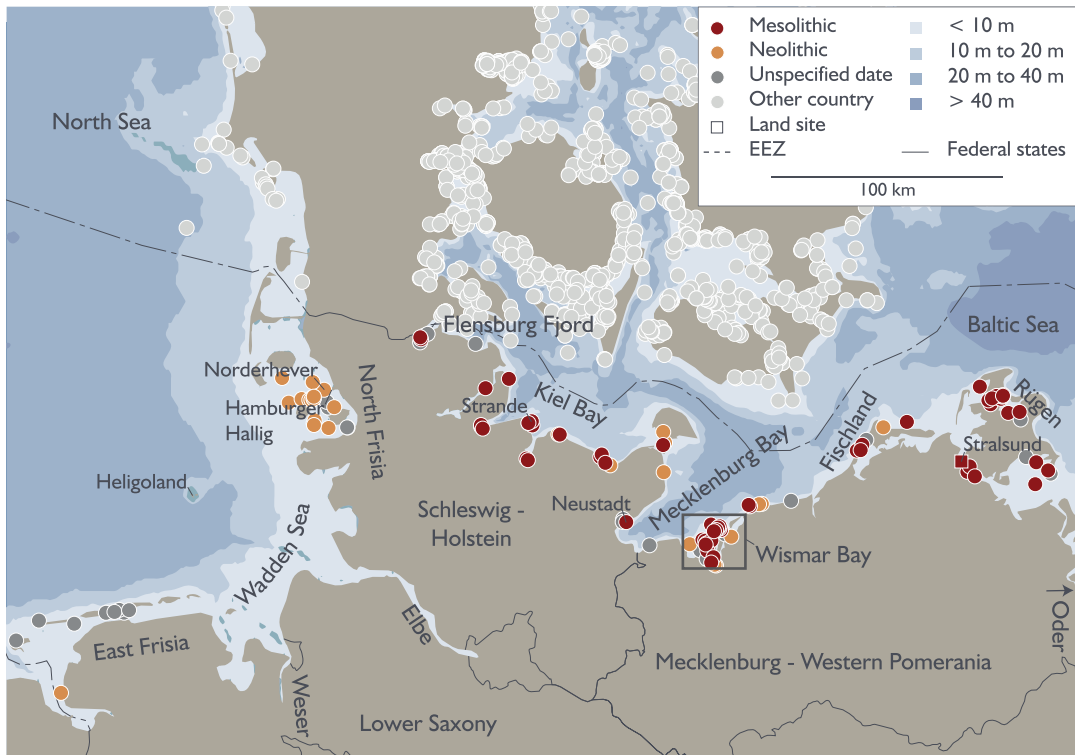 Mesolithic
Neolithic
Unspecified date
Other country
Land site
EEZ
< 10 m
10 m to 20 m
20 m to 40 m
> 40 m
Federal states
100 km
North Sea
Flensburg Fjord
Baltic Sea
Norderhever
Hamburger
Hallig
North Frisia
Strande
Kiel Bay
Fischland
Rügen
Stralsund
Heligoland
Schleswig -
Holstein
Neustadt
Mecklenburg Bay
Wismar Bay
Wadden Sea
Elbe
Oder
East Frisia
Weser
Mecklenburg - Western Pomerania
Lower Saxony